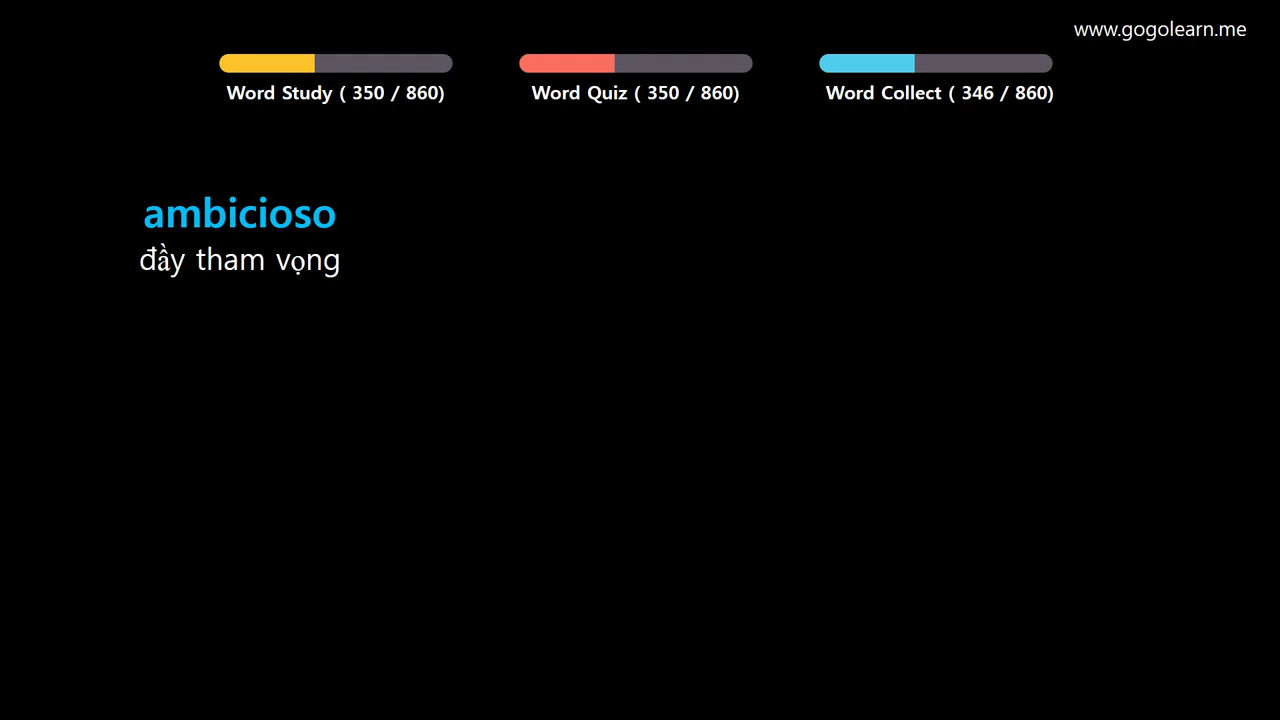 www.gogolearn.me
Word Study ( 350 / 860)
Word Quiz ( 350 / 860)
Word Collect ( 346 / 860)
ambicioso
đầy tham vọng